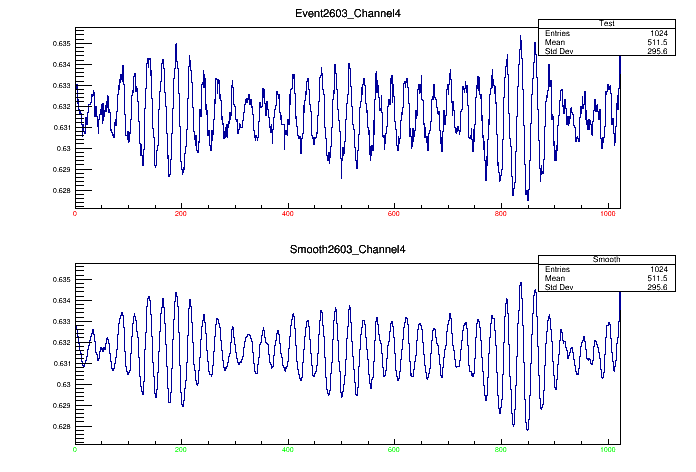 Event2603_Channel4
Test
Entries 1024
Mean 511.5
Std Dev 295.6
0.635
0.634
0.633
0.632
0.631
0.63
0.629
0.628
0 200 400 600 800 1000
Smooth2603_Channel4
Smooth
Entries 1024
Mean 511.5
Std Dev 295.6
0.635
0.634
0.633
0.632
0.631
0.63
0.629
0.628
0 200 400 600 800 1000